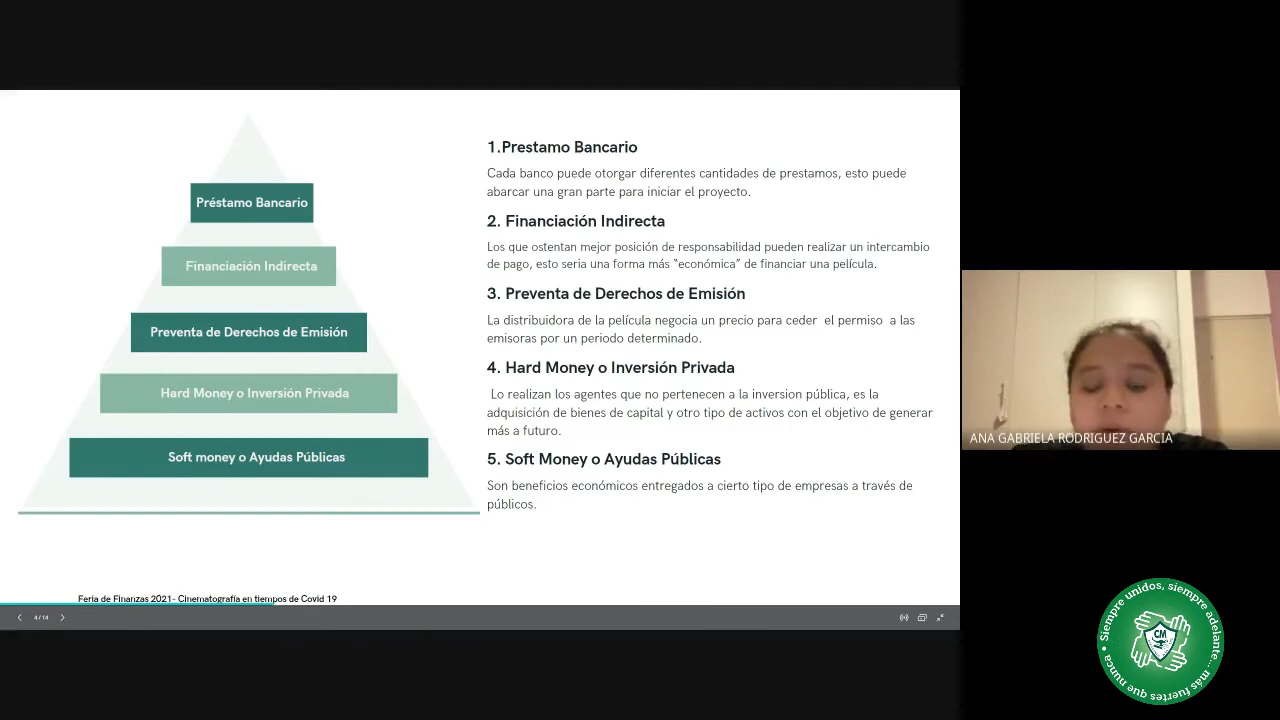 Préstamo Bancario
Financiación Indirecta
Preventa de Derechos de Emisión
Hard Money o Inversión Privada
Soft money o Ayudas Públicas
1.Prestamo Bancario
Cada banco puede otorgar diferentes cantidades de prestamos, esto puede
abarcar una gran parte para iniciar el proyecto.
2. Financiación Indirecta
Los que ostentan mejor posición de responsabilidad pueden realizar un intercambio
de pago, esto seria una forma más “económica” de financiar una película.
3. Preventa de Derechos de Emisión
La distribuidora de la película negocia un precio para ceder el permiso a las
emisoras por un periodo determinado.
4. Hard Money o Inversión Privada
Lo realizan los agentes que no pertenecen a la inversion pública, es la
adquisición de bienes de capital y otro tipo de activos con el objetivo de generar
más a futuro.
5. Soft Money o Ayudas Públicas
Son beneficios económicos entregados a cierto tipo de empresas a través de
públicos.
Feria de Finanzas 2021- Cinematografía en tiempos de Covid 19
4/14
ANA GABRIELA RODRIGUEZ GARCIA
Siempre unidos, siempre adelante... más fuertes que nunca •
CM